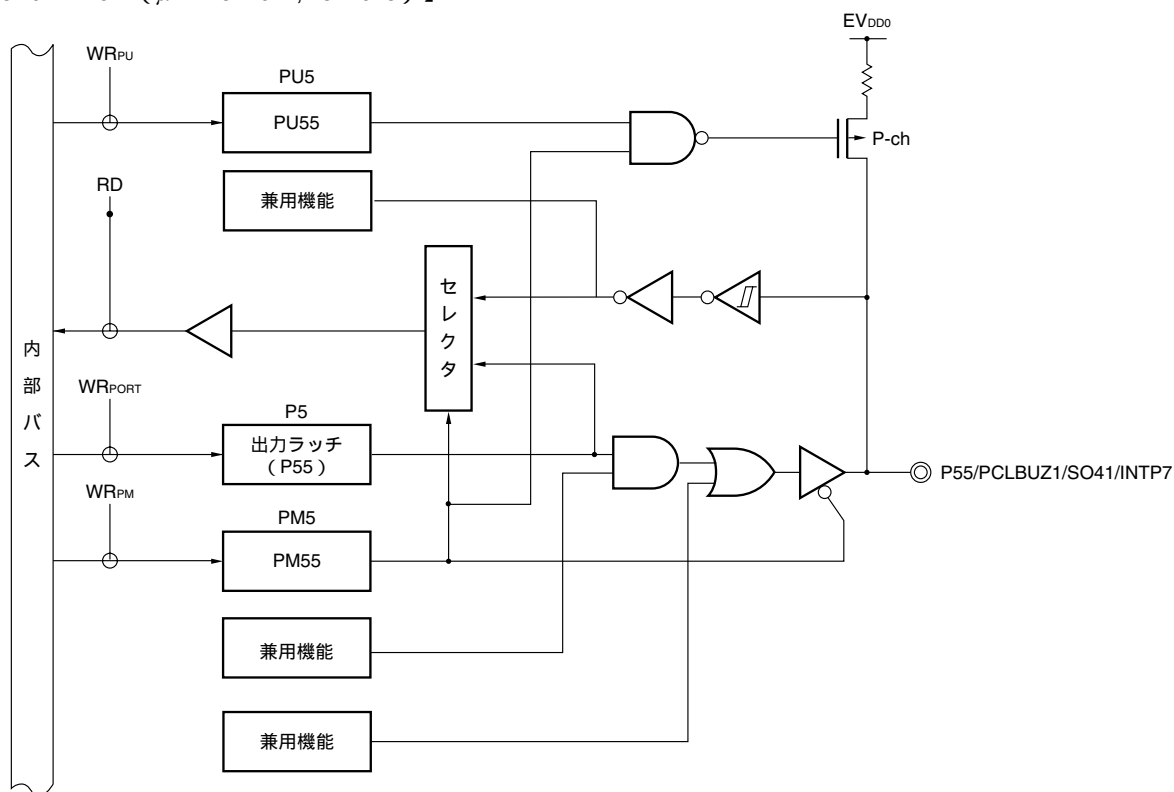 EVDD0
WRPU
PU5
PU55
P-ch
RD
兼用機能
セレクタ
内部バス
WRPORT
P5
出力ラッチ
（P55）
P55/PCLBUZ1/SO41/INTP7
WRPM
PM5
PM55
兼用機能
兼用機能